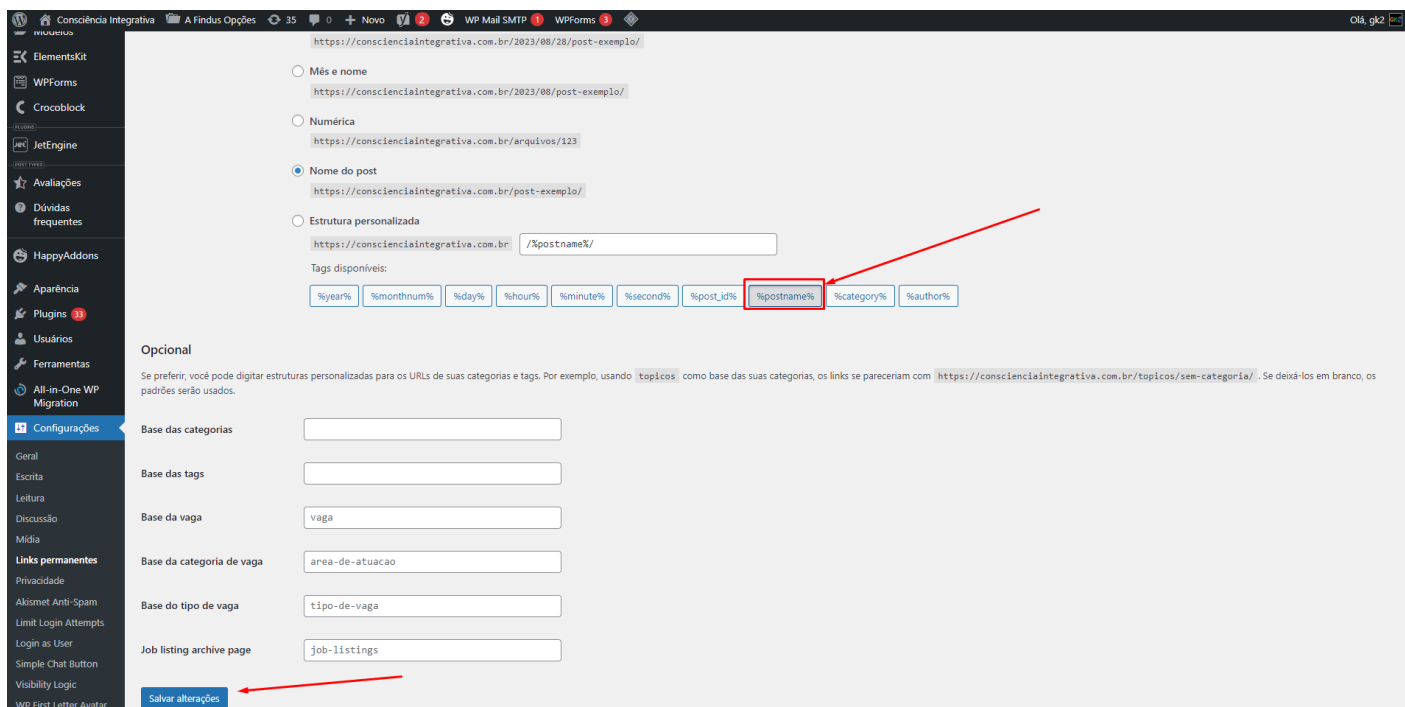 Consciência Integrativa A Findus Opções 35 0 + Novo 2 WP Mail SMTP 1 WPForms 3 Olá, gk2
Modelos
ElementsKit
WPForms
Crocoblock
PLUGINS
JetEngine
POST TYPES
Avaliações
Dúvidas
frequentes
HappyAddons
Aparência
Plugins 33
Usuários
Ferramentas
All-in-One WP
Migration
Configurações
Geral
Escrita
Leitura
Discussão
Mídia
Links permanentes
Privacidade
Akismet Anti-Spam
Limit Login Attempts
Login as User
Simple Chat Button
Visibility Logic
WP First Letter Avatar
https://conscienciaintegrativa.com.br/2023/08/28/post-exemplo/
Mês e nome
https://conscienciaintegrativa.com.br/2023/08/post-exemplo/
Numérica
https://conscienciaintegrativa.com.br/arquivos/123
Nome do post
https://conscienciaintegrativa.com.br/post-exemplo/
Estrutura personalizada
https://conscienciaintegrativa.com.br /%postname%/
Tags disponíveis:
%year% %monthnum% %day% %hour% %minute% %second% %post_id% %postname% %category% %author%
Opcional
Se preferir, você pode digitar estruturas personalizadas para os URLs de suas categorias e tags. Por exemplo, usando topicos como base das suas categorias, os links se pareceriam com https://conscienciaintegrativa.com.br/topicos/sem-categoria/ . Se deixá-los em branco, os
padrões serão usados.
Base das categorias
Base das tags
Base da vaga vaga
Base da categoria de vaga area-de-atuacao
Base do tipo de vaga tipo-de-vaga
Job listing archive page job-listings
Salvar alterações